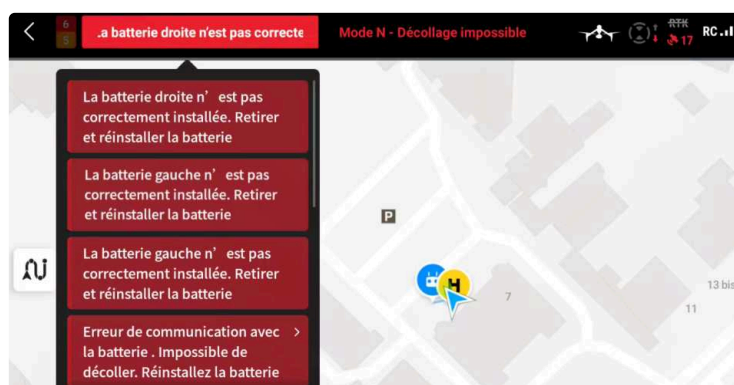 6
5
.a batterie droite n'est pas correcte
Mode N - Décollage impossible
RTK
17
RC
La batterie droite n’ est pas
correctement installée. Retirer
et réinstaller la batterie
La batterie gauche n’ est pas
correctement installée. Retirer
et réinstaller la batterie
La batterie gauche n’ est pas
correctement installée. Retirer
et réinstaller la batterie
Erreur de communication avec
la batterie . Impossible de
décoller. Réinstallez la batterie
P
H
7
13 bis
11